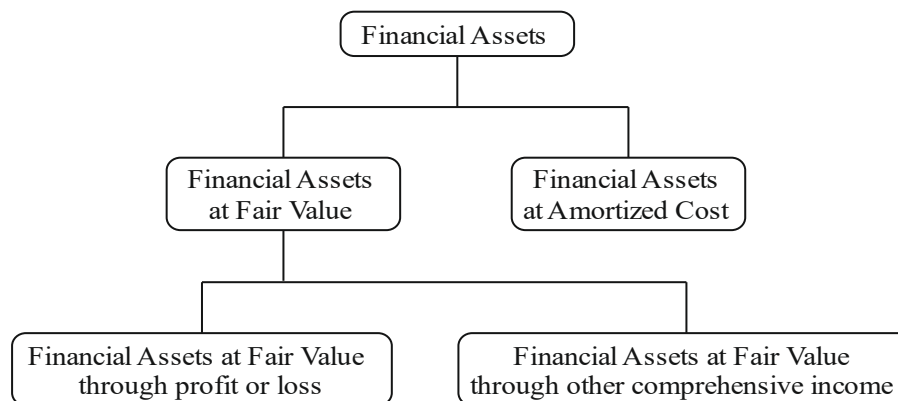 Financial Assets
Financial Assets
at Fair Value
Financial Assets
at Amortized Cost
Financial Assets at Fair Value
through profit or loss
Financial Assets at Fair Value
through other comprehensive income